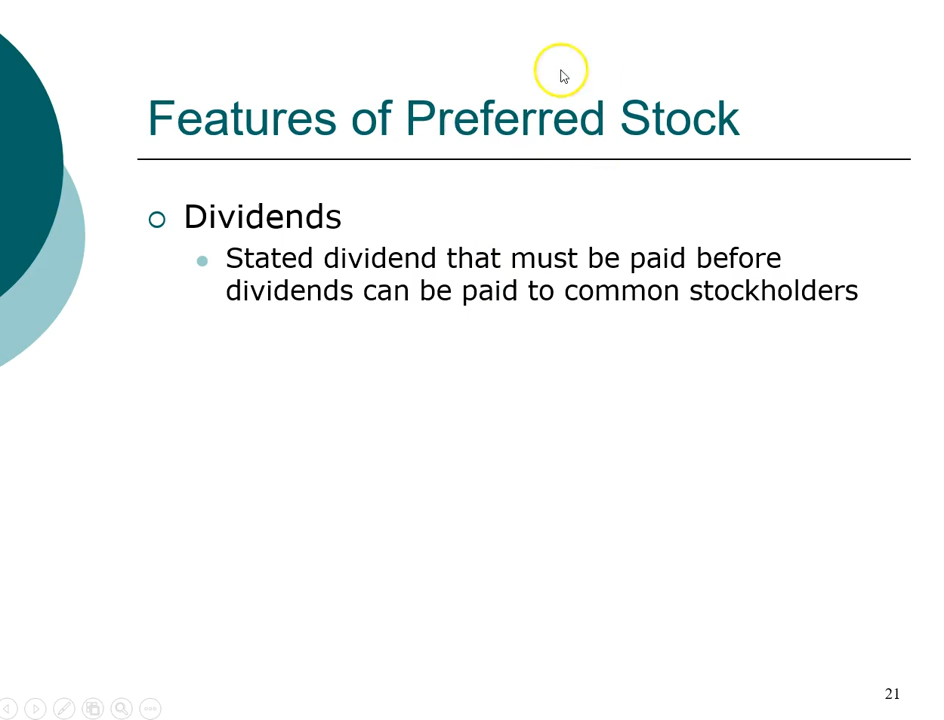 Features of Preferred Stock
Dividends
Stated dividend that must be paid before
dividends can be paid to common stockholders
21